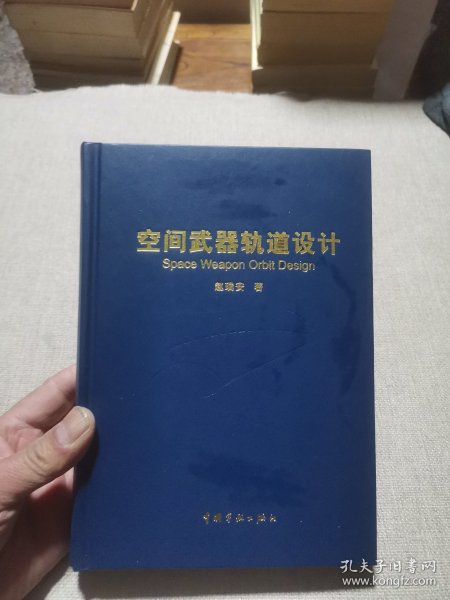 空间武器轨道设计
Space Weapon Orbit Design
赵瑞安 著
中国宇航出版社
孔夫子旧书网
www.kongfz.com